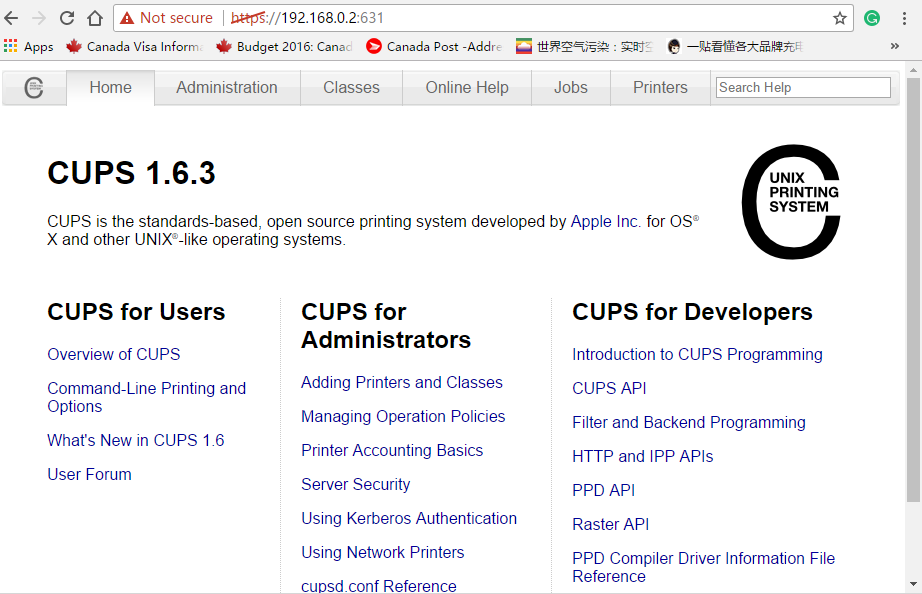 Not secure https://192.168.0.2:631
Apps Canada Visa Informa Budget 2016: Canad Canada Post -Addre 世界空气污染：实时空 一贴看懂各大品牌充电 »
UNIX PRINTING SYSTEM Home Administration Classes Online Help Jobs Printers Search Help
CUPS 1.6.3
CUPS is the standards-based, open source printing system developed by Apple Inc. for OS®
X and other UNIX®-like operating systems.
UNIX
PRINTING
SYSTEM
CUPS for Users
Overview of CUPS
Command-Line Printing and
Options
What's New in CUPS 1.6
User Forum
CUPS for
Administrators
Adding Printers and Classes
Managing Operation Policies
Printer Accounting Basics
Server Security
Using Kerberos Authentication
Using Network Printers
cupsd.conf Reference
CUPS for Developers
Introduction to CUPS Programming
CUPS API
Filter and Backend Programming
HTTP and IPP APIs
PPD API
Raster API
PPD Compiler Driver Information File
Reference